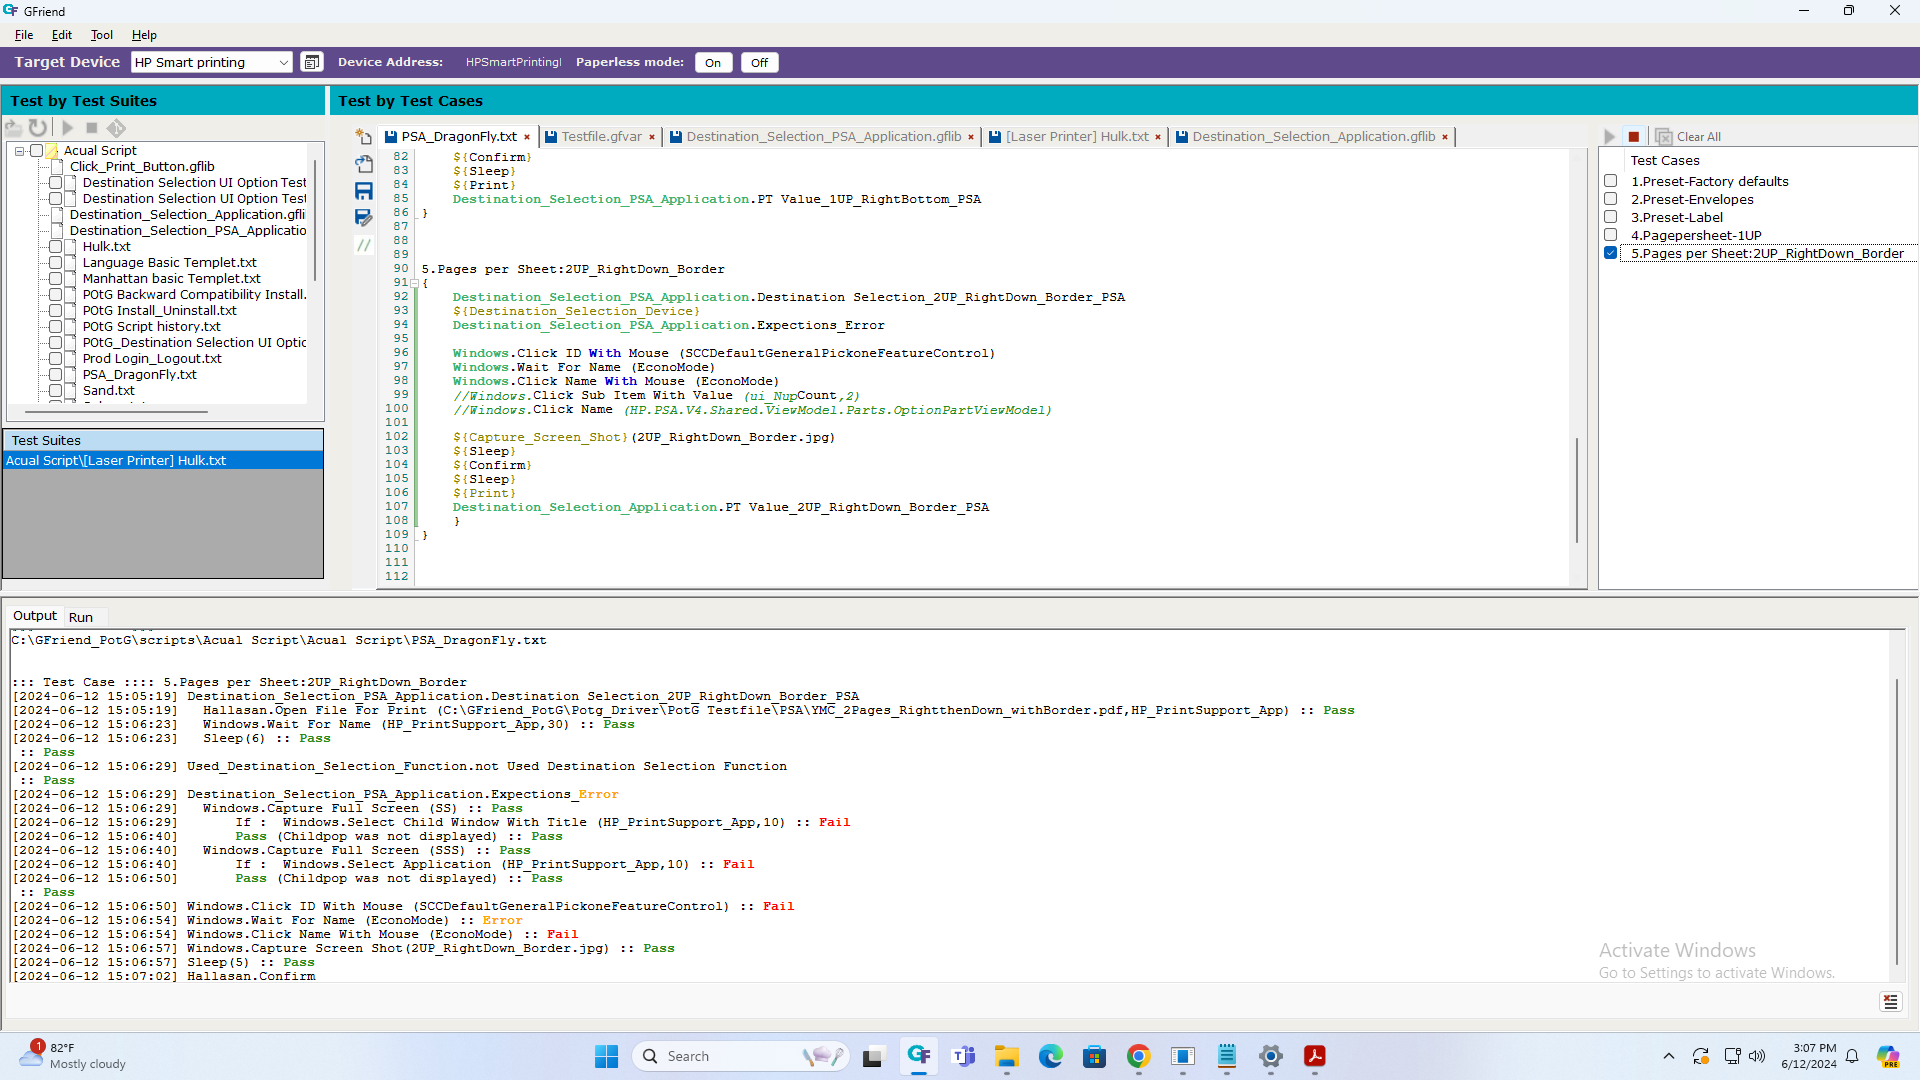 GFriend
File Edit Tool Help
Target Device HP Smart printing Device Address: HPSmartPrintingl Paperless mode: On Off
Test by Test Suites
Test by Test Cases
Acual Script
Click_Print_Button.gflib
Destination Selection UI Option Test
Destination Selection UI Option Test
Destination_Selection_Application.gfli
Destination_Selection_PSA_Applicatio
Hulk.txt
Language Basic Templet.txt
Manhattan basic Templet.txt
POtG Backward Compatibility Install.
POtG Install_Uninstall.txt
POtG Script history.txt
POtG_Destination Selection UI Optic
Prod Login_Logout.txt
PSA_DragonFly.txt
Sand.txt
Test Suites
Acual Script\[Laser Printer] Hulk.txt
PSA_DragonFly.txt × Testfile.gfvar × Destination_Selection_PSA_Application.gflib × [Laser Printer] Hulk.txt × Destination_Selection_Application.gflib ×
82 ${Confirm}
83 ${Sleep}
84 ${Print}
85 Destination_Selection_PSA_Application.PT Value_1UP_RightBottom_PSA
86 }
87
88
89
90 5.Pages per Sheet:2UP_RightDown_Border
91 {
92 Destination_Selection_PSA_Application.Destination Selection_2UP_RightDown_Border_PSA
93 ${Destination_Selection_Device}
94 Destination_Selection_PSA_Application.Expections_Error
95
96 Windows.Click ID With Mouse (SCCDefaultGeneralPickoneFeatureControl)
97 Windows.Wait For Name (EconoMode)
98 Windows.Click Name With Mouse (EconoMode)
99 //Windows.Click Sub Item With Value (ui_NupCount,2)
100 //Windows.Click Name (HP.PSA.V4.Shared.ViewModel.Parts.OptionPartViewModel)
101
102 ${Capture_Screen_Shot}(2UP_RightDown_Border.jpg)
103 ${Sleep}
104 ${Confirm}
105 ${Sleep}
106 ${Print}
107 Destination_Selection_Application.PT Value_2UP_RightDown_Border_PSA
108 }
109 }
110
111
112
Clear All
Test Cases
1.Preset-Factory defaults
2.Preset-Envelopes
3.Preset-Label
4.Pagepersheet-1UP
5.Pages per Sheet:2UP_RightDown_Border
Output Run
C:\GFriend_PotG\scripts\Acual Script\Acual Script\PSA_DragonFly.txt
::: Test Case :::: 5.Pages per Sheet:2UP_RightDown_Border
[2024-06-12 15:05:19] Destination_Selection_PSA_Application.Destination Selection_2UP_RightDown_Border_PSA
[2024-06-12 15:05:19] Hallasan.Open File For Print (C:\GFriend_PotG\Potg_Driver\PotG Testfile\PSA\YMC_2Pages_RightthenDown_withBorder.pdf,HP_PrintSupport_App) :: Pass
[2024-06-12 15:06:23] Windows.Wait For Name (HP_PrintSupport_App,30) :: Pass
[2024-06-12 15:06:23] Sleep(6) :: Pass
:: Pass
[2024-06-12 15:06:29] Used_Destination_Selection_Function.not Used Destination Selection Function
:: Pass
[2024-06-12 15:06:29] Destination_Selection_PSA_Application.Expections_Error
[2024-06-12 15:06:29] Windows.Capture Full Screen (SS) :: Pass
[2024-06-12 15:06:29] If : Windows.Select Child Window With Title (HP_PrintSupport_App,10) :: Fail
[2024-06-12 15:06:40] Pass (Childpop was not displayed) :: Pass
[2024-06-12 15:06:40] Windows.Capture Full Screen (SSS) :: Pass
[2024-06-12 15:06:40] If : Windows.Select Application (HP_PrintSupport_App,10) :: Fail
[2024-06-12 15:06:50] Pass (Childpop was not displayed) :: Pass
:: Pass
[2024-06-12 15:06:50] Windows.Click ID With Mouse (SCCDefaultGeneralPickoneFeatureControl) :: Fail
[2024-06-12 15:06:54] Windows.Wait For Name (EconoMode) :: Error
[2024-06-12 15:06:54] Windows.Click Name With Mouse (EconoMode) :: Fail
[2024-06-12 15:06:57] Windows.Capture Screen Shot(2UP_RightDown_Border.jpg) :: Pass
[2024-06-12 15:06:57] Sleep(5) :: Pass
[2024-06-12 15:07:02] Hallasan.Confirm
Activate Windows
Go to Settings to activate Windows.
1
82°F
Mostly cloudy
Search
PRE
3:07 PM
6/12/2024